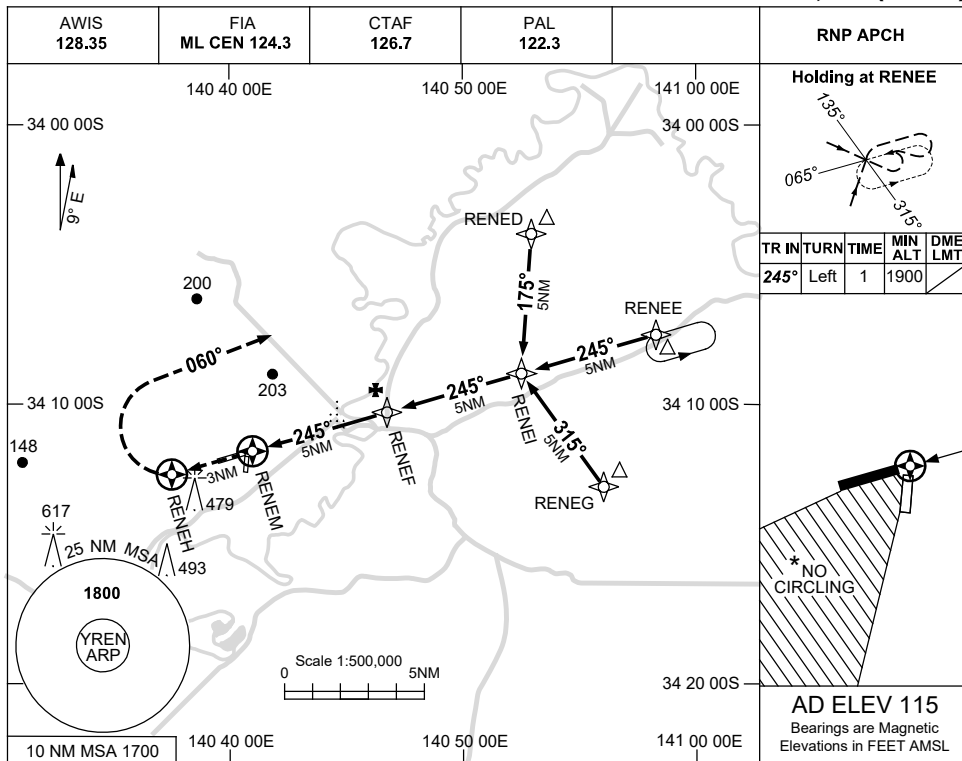 AWIS
128.35
FIA
ML CEN 124.3
CTAF
126.7
PAL
122.3
RNP APCH
Holding at RENEE
135°
065°
315°
TR IN TURN TIME MIN ALT DME LMT
245° Left 1 1900
140 40 00E
140 50 00E
141 00 00E
34 00 00S
34 00 00S
9° E
RENED
175°
5NM
200
RENEE
060°
245°
5NM
203
245°
5NM
34 10 00S
34 10 00S
RENEI
245°
5NM
RENEF
315°
5NM
148
3NM
RENEM
RENEG
RENEH
479
617
493
25 NM MSA
1800
YREN
ARP
*NO
CIRCLING
Scale 1:500,000
0
5NM
34 20 00S
140 40 00E
140 50 00E
141 00 00E
10 NM MSA 1700
AD ELEV 115
Bearings are Magnetic
Elevations in FEET AMSL